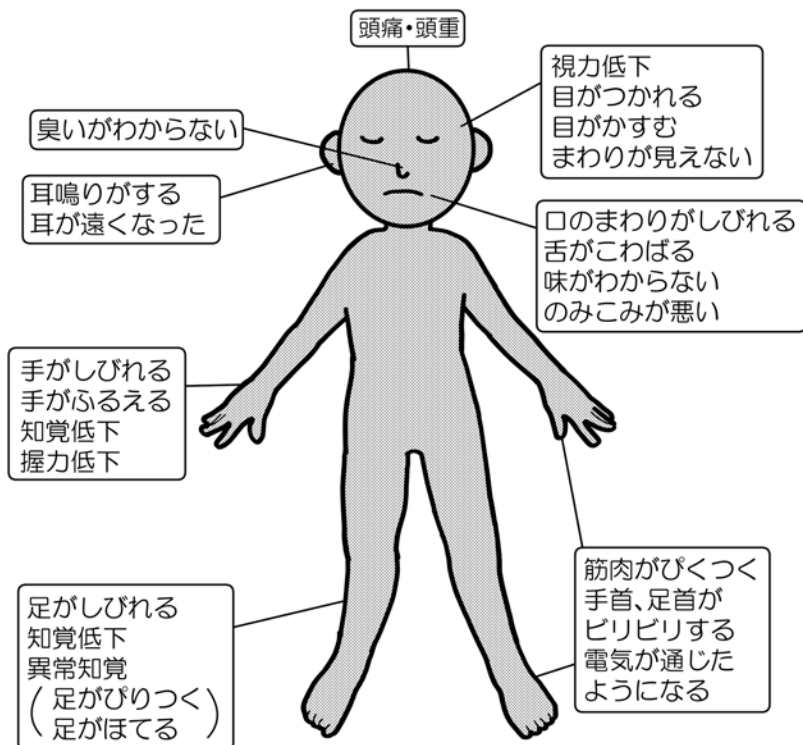 頭痛・頭重
視力低下
目がつかれる
目がかすむ
まわりが見えない
臭いがわからない
耳鳴りがする
耳が遠くなった
口のまわりがしびれる
舌がこわばる
味がわからない
のみこみが悪い
手がしびれる
手がふるえる
知覚低下
握力低下
筋肉がぴくつく
手首、足首が
ビリビリする
電気が通じた
ようになる
足がしびれる
知覚低下
異常知覚
(足がぴりつく
足がほてる)